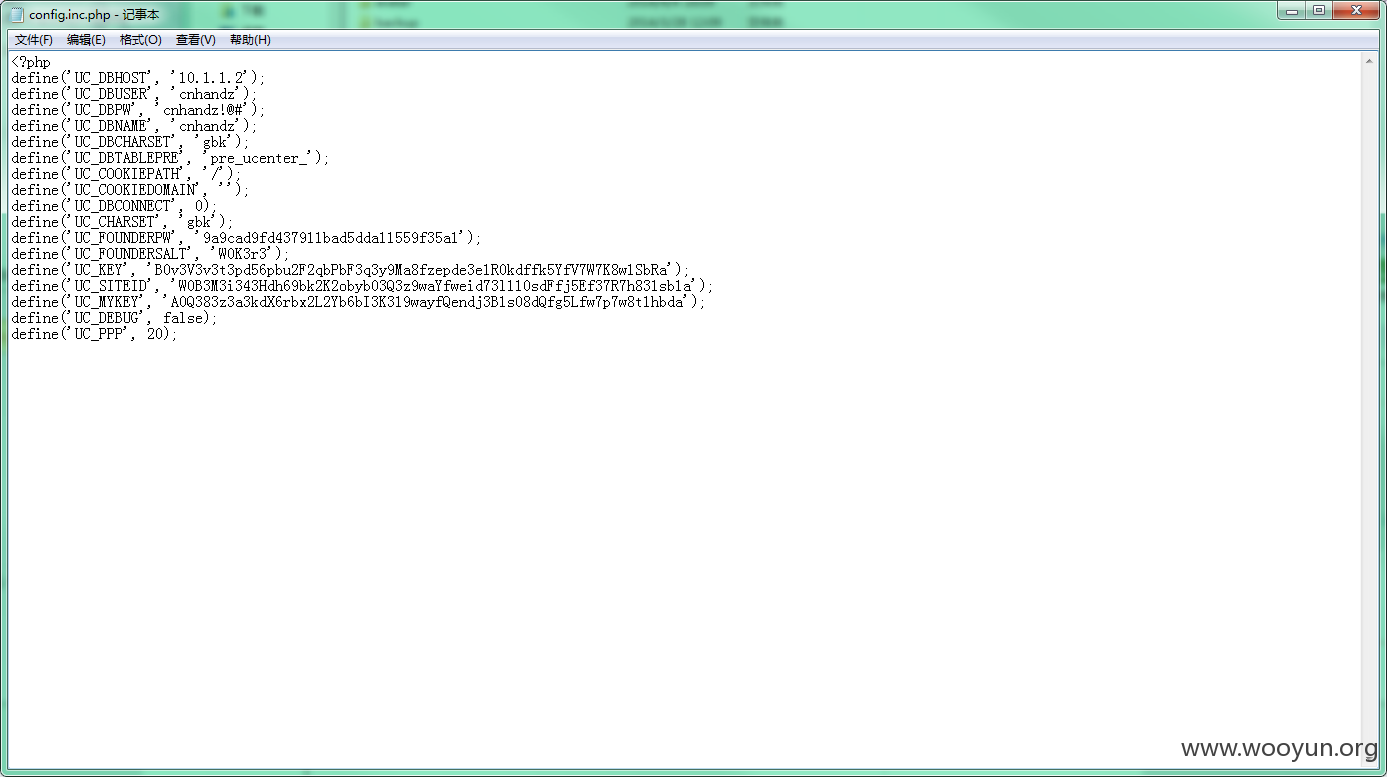 config.inc.php - 记事本
文件(F) 编辑(E) 格式(O) 查看(V) 帮助(H)
<?php
define('UC_DBHOST', '10.1.1.2');
define('UC_DBUSER', 'cnhandz');
define('UC_DBPW', 'cnhandz!@#');
define('UC_DBNAME', 'cnhandz');
define('UC_DBCHARSET', 'gbk');
define('UC_DBTABLEPRE', 'pre_ucenter_');
define('UC_COOKIEPATH', '/');
define('UC_COOKIEDOMAIN', '');
define('UC_DBCONNECT', 0);
define('UC_CHARSET', 'gbk');
define('UC_FOUNDERPW', '9a9cad9fd437911bad5dda11559f35a1');
define('UC_FOUNDERSALT', 'W0K3r3');
define('UC_KEY', 'B0v3V3v3t3pd56pbu2F2qbPbF3q3y9Ma8fzepde3e1R0kdffk5YfV7W7K8w1SbRa');
define('UC_SITEID', 'W0B3M3i343Hdh69bk2K2obyb03Q3z9waYfweid73l1l0sdFfj5Ef37R7h831sb1a');
define('UC_MYKEY', 'A0Q383z3a3kdX6rbx2L2Yb6bI3K319wayfQendj3B1s08dQfg5Lfw7p7w8t1hbda');
define('UC_DEBUG', false);
define('UC_PPP', 20);
www.wooyun.org